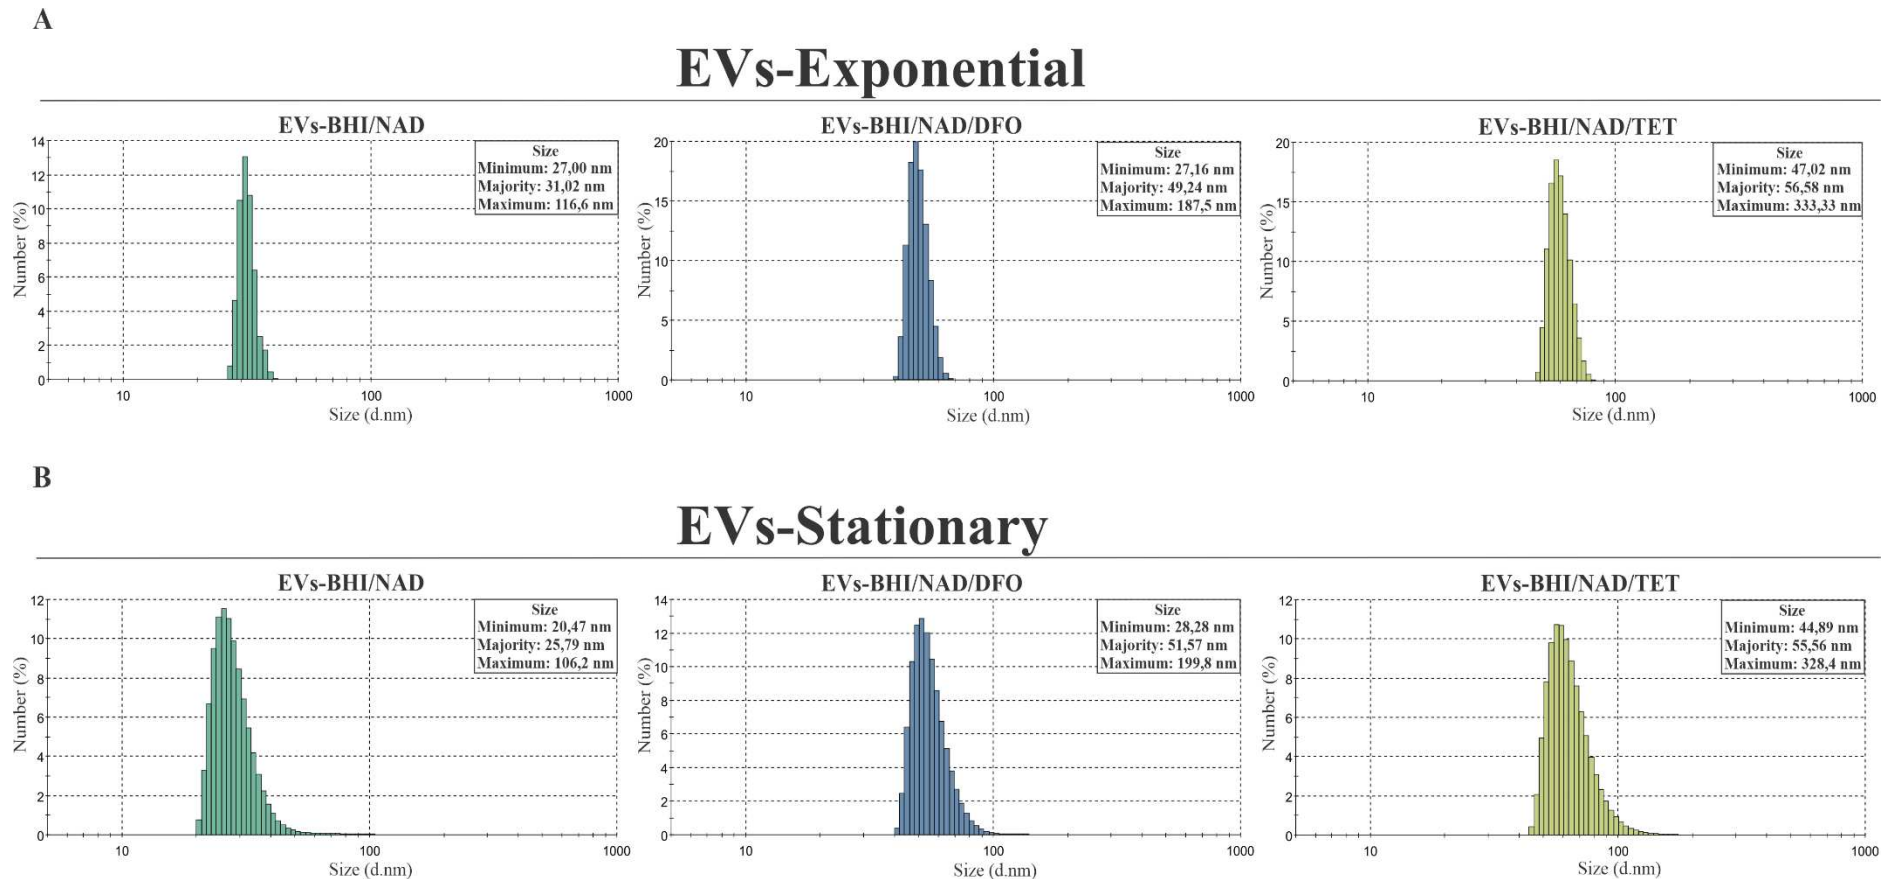 A
EVs-Exponential
EVs-BHI/NAD
14
12
10
8
6
4
2
0
Number (%)
10
100
1000
Size (d.nm)
Size
Minimum: 27,00 nm
Majority: 31,02 nm
Maximum: 116,6 nm
EVs-BHI/NAD/DFO
20
15
10
5
0
Number (%)
10
100
1000
Size (d.nm)
Size
Minimum: 27,16 nm
Majority: 49,24 nm
Maximum: 187,5 nm
EVs-BHI/NAD/TET
20
15
10
5
0
Number (%)
10
100
1000
Size (d.nm)
Size
Minimum: 47,02 nm
Majority: 56,58 nm
Maximum: 333,33 nm
B
EVs-Stationary
EVs-BHI/NAD
12
10
8
6
4
2
0
Number (%)
10
100
1000
Size (d.nm)
Size
Minimum: 20,47 nm
Majority: 25,79 nm
Maximum: 106,2 nm
EVs-BHI/NAD/DFO
14
12
10
8
6
4
2
0
Number (%)
10
100
1000
Size (d.nm)
Size
Minimum: 28,28 nm
Majority: 51,57 nm
Maximum: 199,8 nm
EVs-BHI/NAD/TET
12
10
8
6
4
2
0
Number (%)
10
100
1000
Size (d.nm)
Size
Minimum: 44,89 nm
Majority: 55,56 nm
Maximum: 328,4 nm